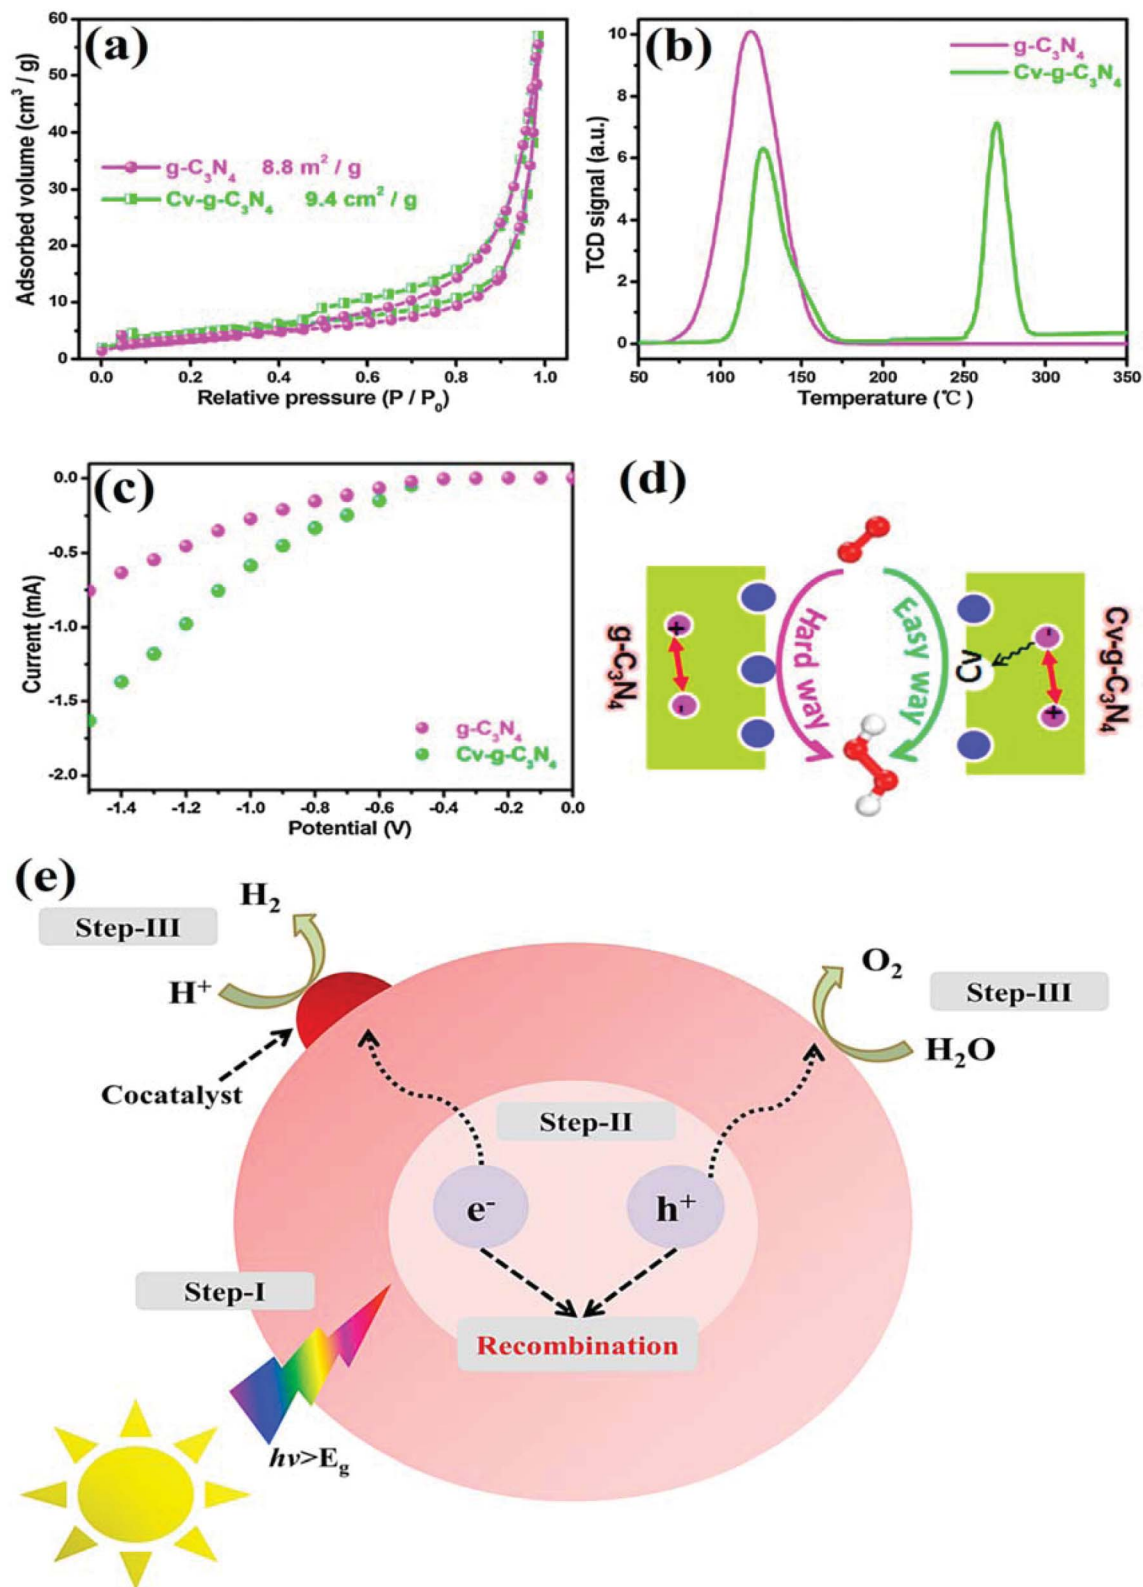 (a)
60
50
40
30
20
10
0
Adsorbed volume (cm³ / g)
g-C₃N₄ 8.8 m² / g
Cv-g-C₃N₄ 9.4 cm² / g
0.0 0.2 0.4 0.6 0.8 1.0
Relative pressure (P / P₀)
(b)
10
8
6
4
2
0
TCD signal (a.u.)
g-C₃N₄
Cv-g-C₃N₄
50 100 150 200 250 300 350
Temperature (℃)
(c)
0.0
-0.5
-1.0
-1.5
-2.0
Current (mA)
g-C₃N₄
Cv-g-C₃N₄
-1.4 -1.2 -1.0 -0.8 -0.6 -0.4 -0.2 0.0
Potential (V)
(d)
g-C₃N₄
+
-
Hard way
Easy way
Cv
-
+
Cv-g-C₃N₄
(e)
H₂
Step-III
H⁺
Cocatalyst
O₂
Step-III
H₂O
Step-II
e⁻
h⁺
Step-I
Recombination
hν>E<sub>g</sub>